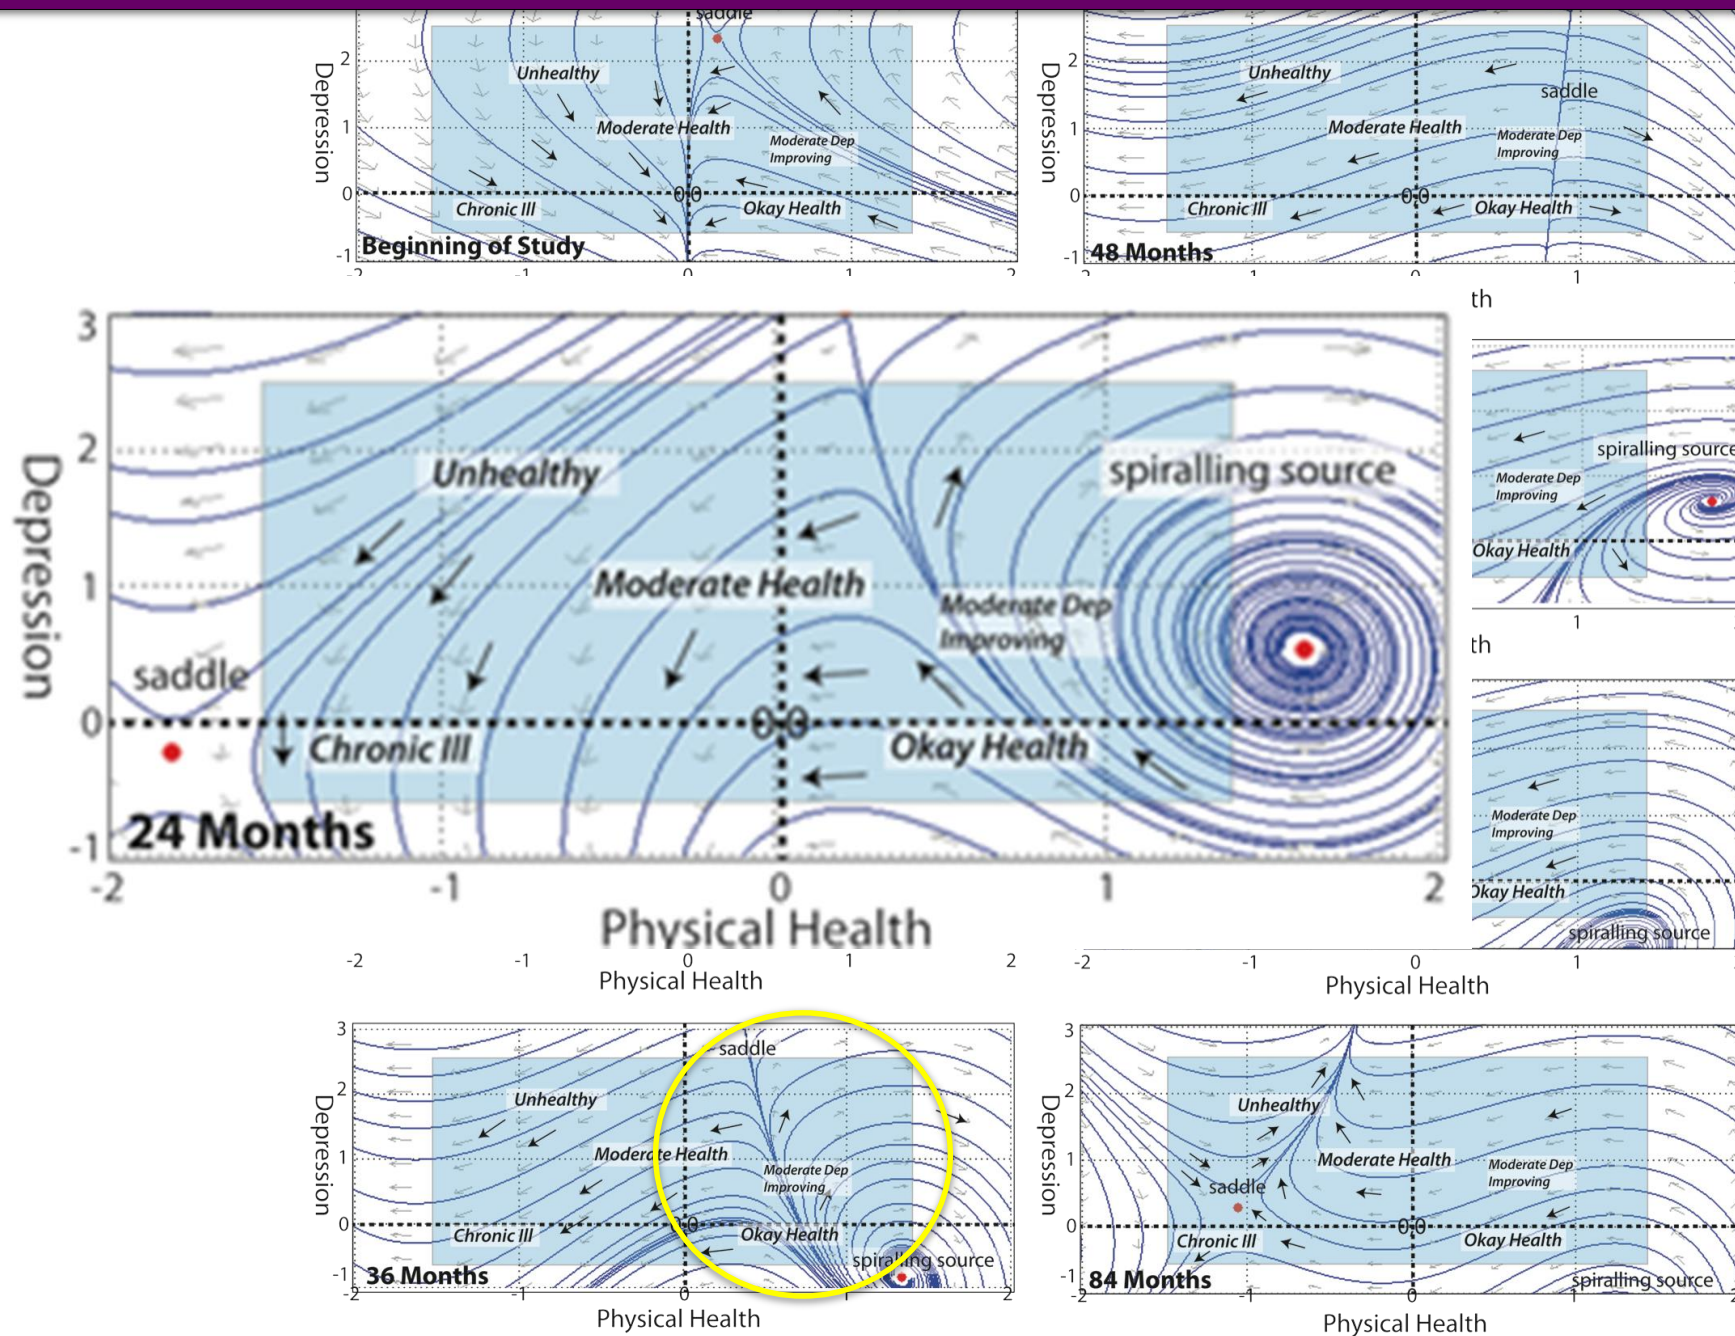 saddle
2
Unhealthy
Moderate Health
1
Moderate Dep
Improving
0
0.0
Chronic Ill
Okay Health
Beginning of Study
-1
-2
-1
0
1
2
Depression
2
Unhealthy
saddle
1
Moderate Health
Moderate Dep
Improving
0
0.0
Chronic Ill
Okay Health
48 Months
-1
-2
-1
0
1
Depression
3
2
Unhealthy
spiralling source
1
Moderate Health
Moderate Dep
Improving
saddle
0
0.0
Chronic Ill
Okay Health
24 Months
-1
-2
-1
0
1
2
Depression
Physical Health
th
spiralling source
Moderate Dep
Improving
Okay Health
1
th
Moderate Dep
Improving
Okay Health
spiralling source
-2
-1
0
1
2
Physical Health
-2
-1
0
1
Physical Health
3
saddle
2
Unhealthy
Moderate Health
1
Moderate Dep
Improving
0
0.0
Chronic Ill
Okay Health
spiralling source
36 Months
-1
-2
-1
0
1
2
Depression
Physical Health
3
2
Unhealthy
1
Moderate Health
Moderate Dep
Improving
saddle
0
0.0
Chronic Ill
Okay Health
84 Months
spiralling source
-1
-2
-1
0
1
2
Depression
Physical Health